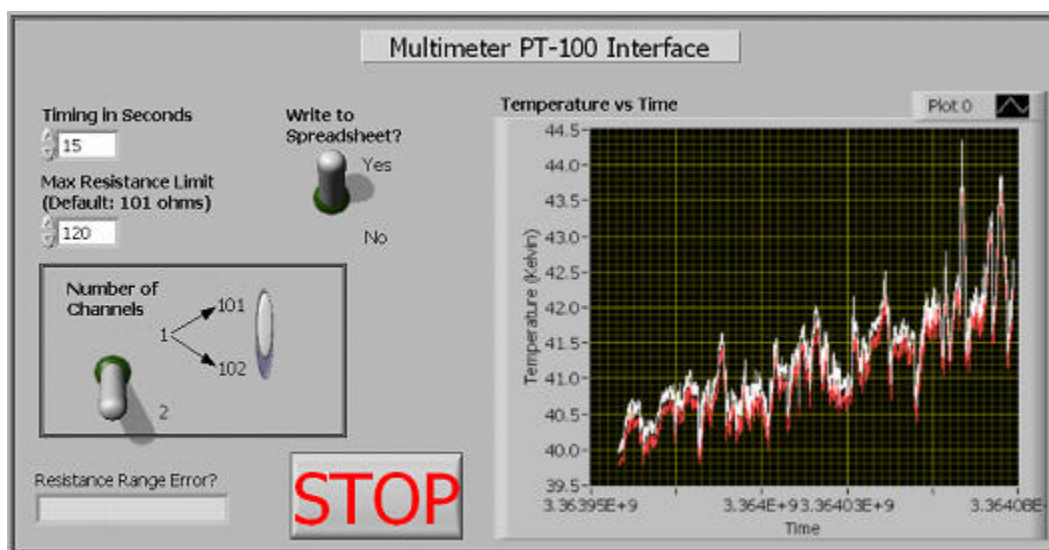 Multimeter PT-100 Interface
Timing in Seconds
15
Max Resistance Limit
(Default: 101 ohms)
120
Write to
Spreadsheet?
Yes
No
Number of
Channels
1
101
102
2
Resistance Range Error?
STOP
Temperature vs Time
Plot 0
Temperature (Kelvin)
44.5
44.0
43.5
43.0
42.5
42.0
41.5
41.0
40.5
40.0
39.5
3.36395E+9
3.364E+9
3.36403E+9
3.36408E
Time